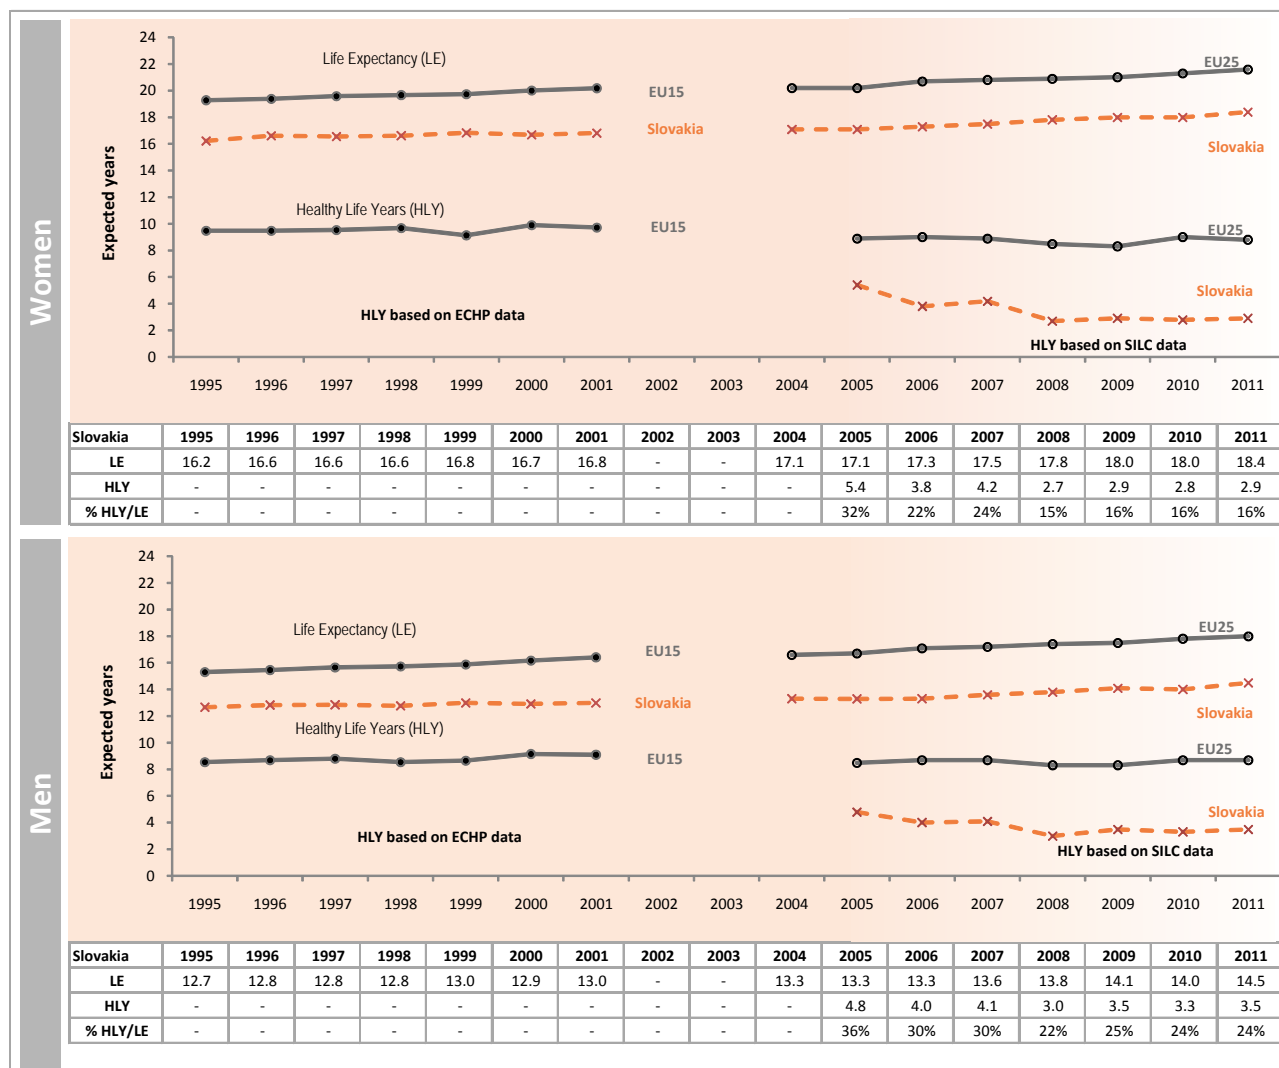 Women
24
Life Expectancy (LE)
EU25
22
20
EU15
18
Slovakia
16
Slovakia
14
Expected years
12
Healthy Life Years (HLY)
10
EU15
EU25
8
6
Slovakia
4
HLY based on ECHP data
2
HLY based on SILC data
0
1995 1996 1997 1998 1999 2000 2001 2002 2003 2004 2005 2006 2007 2008 2009 2010 2011
Slovakia 1995 1996 1997 1998 1999 2000 2001 2002 2003 2004 2005 2006 2007 2008 2009 2010 2011
LE 16.2 16.6 16.6 16.6 16.8 16.7 16.8 - - 17.1 17.1 17.3 17.5 17.8 18.0 18.0 18.4
HLY - - - - - - - - - - 5.4 3.8 4.2 2.7 2.9 2.8 2.9
% HLY/LE - - - - - - - - - - 32% 22% 24% 15% 16% 16% 16%
Men
24
22
20
Life Expectancy (LE)
EU25
18
EU15
16
14
Slovakia
Slovakia
12
Expected years
Healthy Life Years (HLY)
10
EU15
EU25
8
6
Slovakia
4
HLY based on ECHP data
2
HLY based on SILC data
0
1995 1996 1997 1998 1999 2000 2001 2002 2003 2004 2005 2006 2007 2008 2009 2010 2011
Slovakia 1995 1996 1997 1998 1999 2000 2001 2002 2003 2004 2005 2006 2007 2008 2009 2010 2011
LE 12.7 12.8 12.8 12.8 13.0 12.9 13.0 - - 13.3 13.3 13.3 13.6 13.8 14.1 14.0 14.5
HLY - - - - - - - - - - 4.8 4.0 4.1 3.0 3.5 3.3 3.5
% HLY/LE - - - - - - - - - - 36% 30% 30% 22% 25% 24% 24%